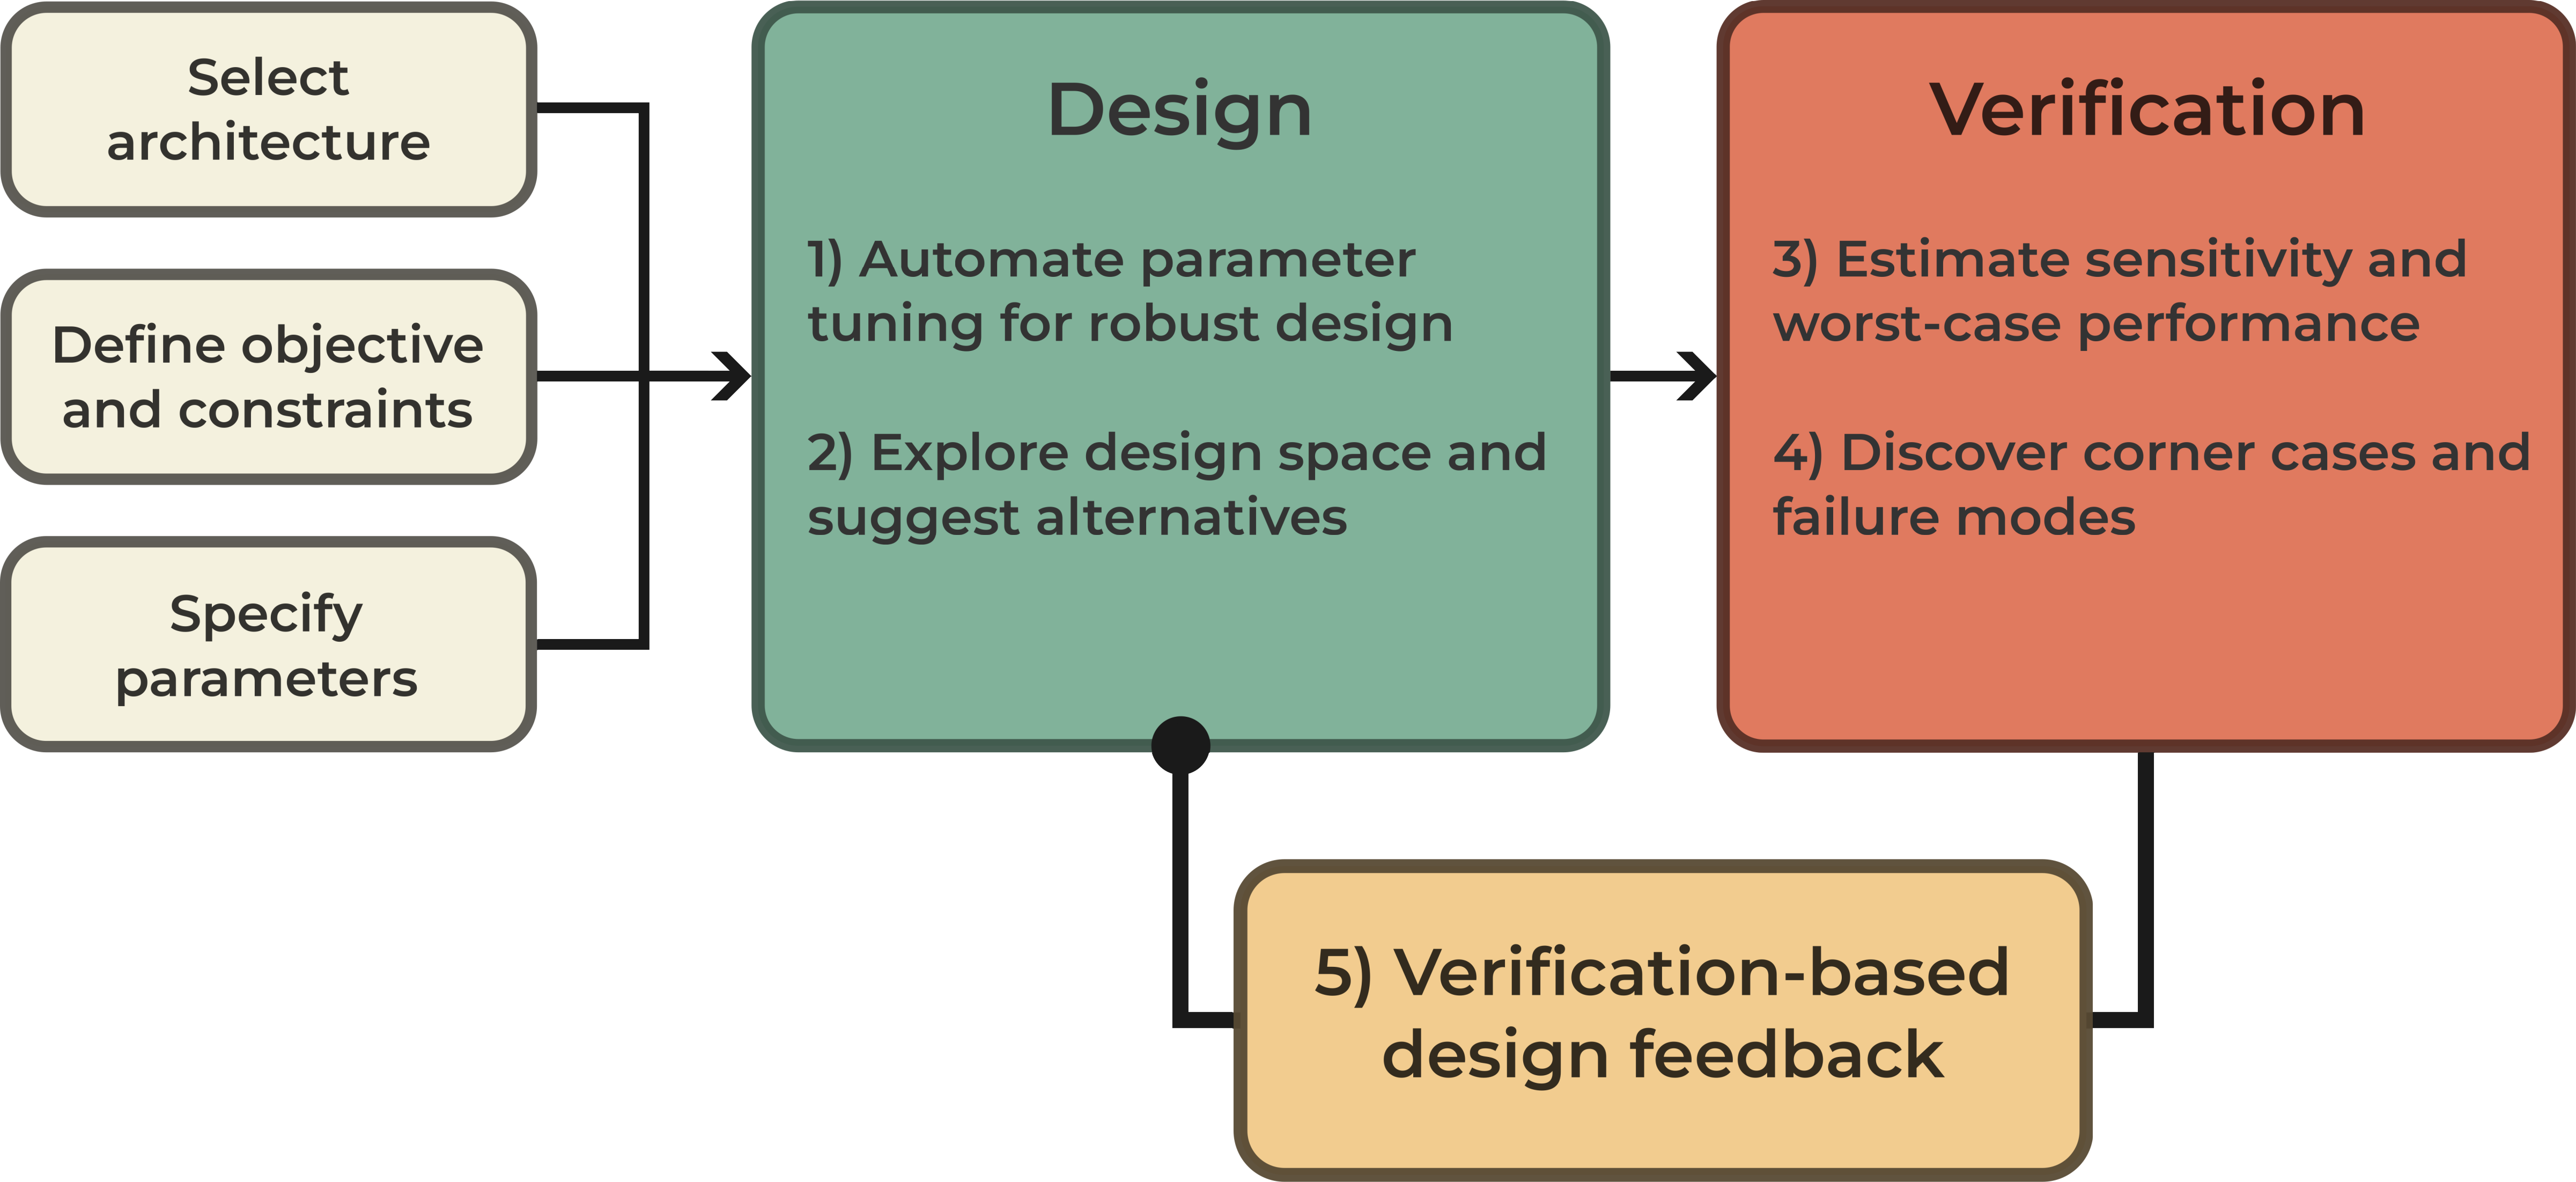 Select
architecture
Define objective
and constraints
Specify
parameters
Design
1) Automate parameter
tuning for robust design
2) Explore design space and
suggest alternatives
Verification
3) Estimate sensitivity and
worst-case performance
4) Discover corner cases and
failure modes
5) Verification-based
design feedback